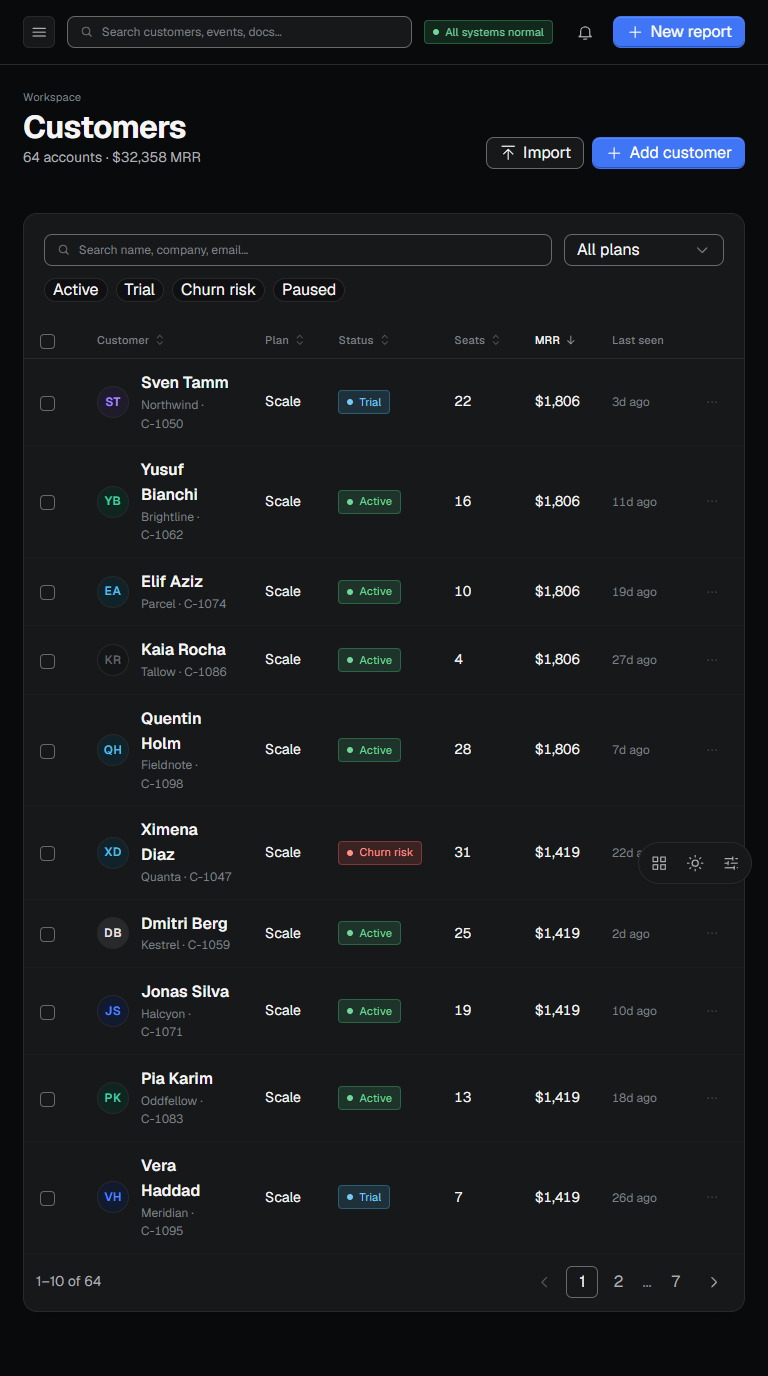 Search customers, events, docs...
All systems normal
New report
Workspace
Customers
64 accounts · $32,358 MRR
Import
Add customer
Search name, company, email...
All plans
Active Trial Churn risk Paused
Customer Plan Status Seats MRR Last seen
Sven Tamm
ST Northwind · Scale Trial 22 $1,806 3d ago
C-1050
Yusuf
Bianchi
YB Brightline · Scale Active 16 $1,806 11d ago
C-1062
Elif Aziz
EA Parcel · C-1074 Scale Active 10 $1,806 19d ago
Kaia Rocha
KR Tallow · C-1086 Scale Active 4 $1,806 27d ago
Quentin
Holm
QH Fieldnote · Scale Active 28 $1,806 7d ago
C-1098
Ximena
Diaz
XD Quanta · C-1047 Scale Churn risk 31 $1,419 22d
Dmitri Berg
DB Kestrel · C-1059 Scale Active 25 $1,419 2d ago
Jonas Silva
JS Halcyon · Scale Active 19 $1,419 10d ago
C-1071
Pia Karim
PK Oddfellow · Scale Active 13 $1,419 18d ago
C-1083
Vera
Haddad
VH Meridian · Scale Trial 7 $1,419 26d ago
C-1095
1–10 of 64
1 2 ... 7